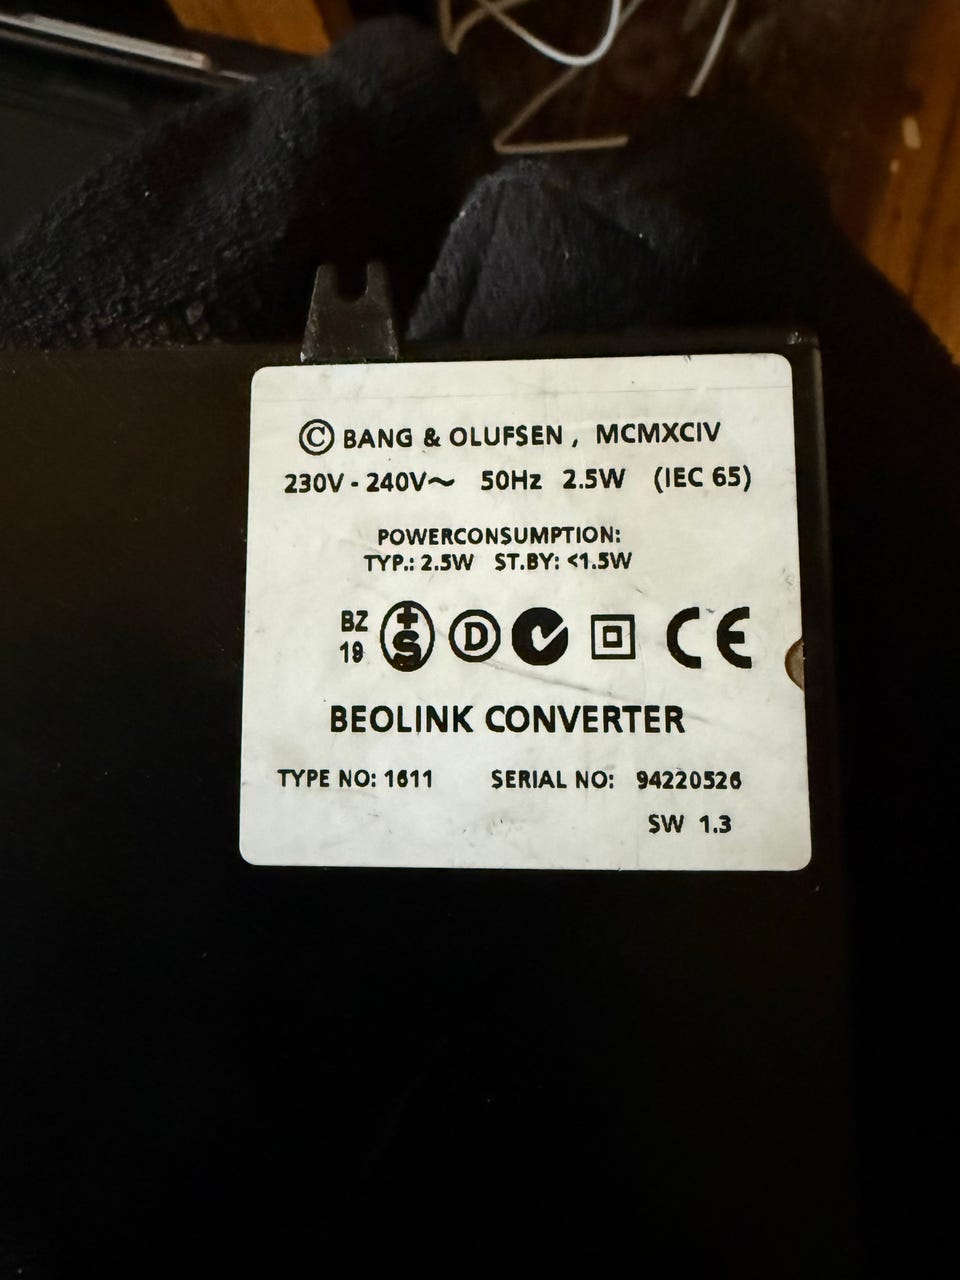 © BANG & OLUFSEN , MCMXCIV
230V - 240V~ 50Hz 2.5W (IEC 65)
POWERCONSUMPTION:
TYP.: 2.5W ST.BY: <1.5W
BZ
19
+S D CE
BEOLINK CONVERTER
TYPE NO: 1611 SERIAL NO: 94220526
SW 1.3